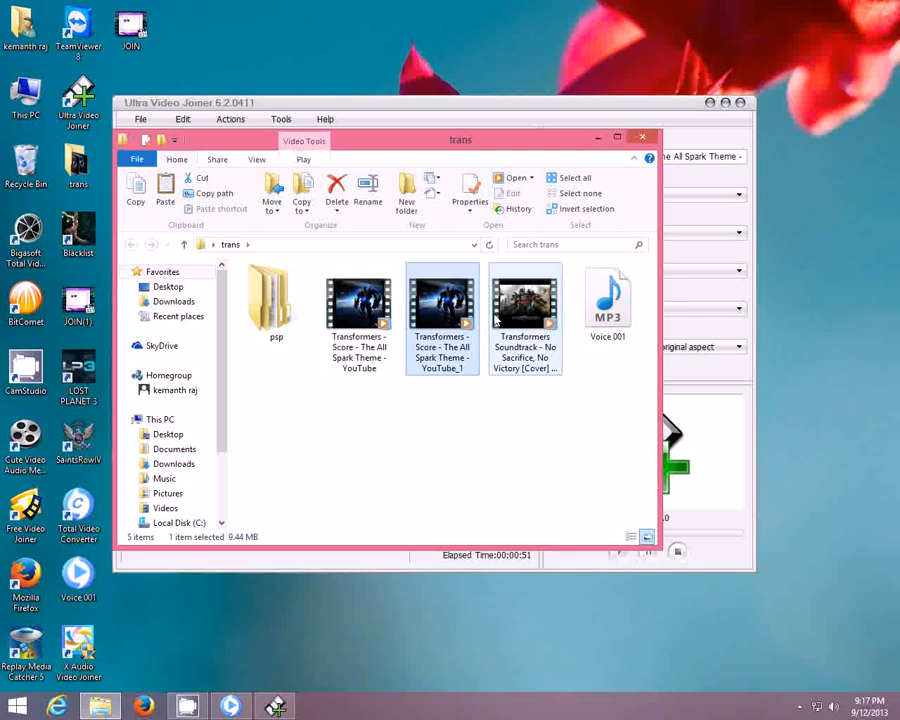 kemanth raj
TeamViewer 8
JOIN
This PC
Ultra Video Joiner
Recycle Bin
trans
Bigasoft Total Vid...
Blacklist
BitComet
JOIN(1)
CamStudio
LOST PLANET 3
Cute Video Audio Me...
SaintsRowIV
Free Video Joiner
Total Video Converter
Mozilla Firefox
Voice 001
Replay Media Catcher 5
X Audio Video Joiner
Ultra Video Joiner 6.2.0411
File Edit Actions Tools Help
Video Tools
trans
File Home Share View Play
Copy
Paste
Cut
Copy path
Paste shortcut
Clipboard
Move to
Copy to
Delete
Rename
Organize
New folder
New
Properties
Open
Edit
History
Open
Select all
Select none
Invert selection
Select
trans
Search trans
Favorites
Desktop
Downloads
Recent places
SkyDrive
Homegroup
kemanth raj
This PC
Desktop
Documents
Downloads
Music
Pictures
Videos
Local Disk (C:)
psp
Transformers - Score - The All Spark Theme - YouTube
Transformers - Score - The All Spark Theme - YouTube_1
Transformers Soundtrack - No Sacrifice, No Victory [Cover] ...
MP3
Voice 001
5 items 1 item selected 9.44 MB
he All Spark Theme -
original aspect
Elapsed Time:00:00:51
9:17 PM
9/12/2013